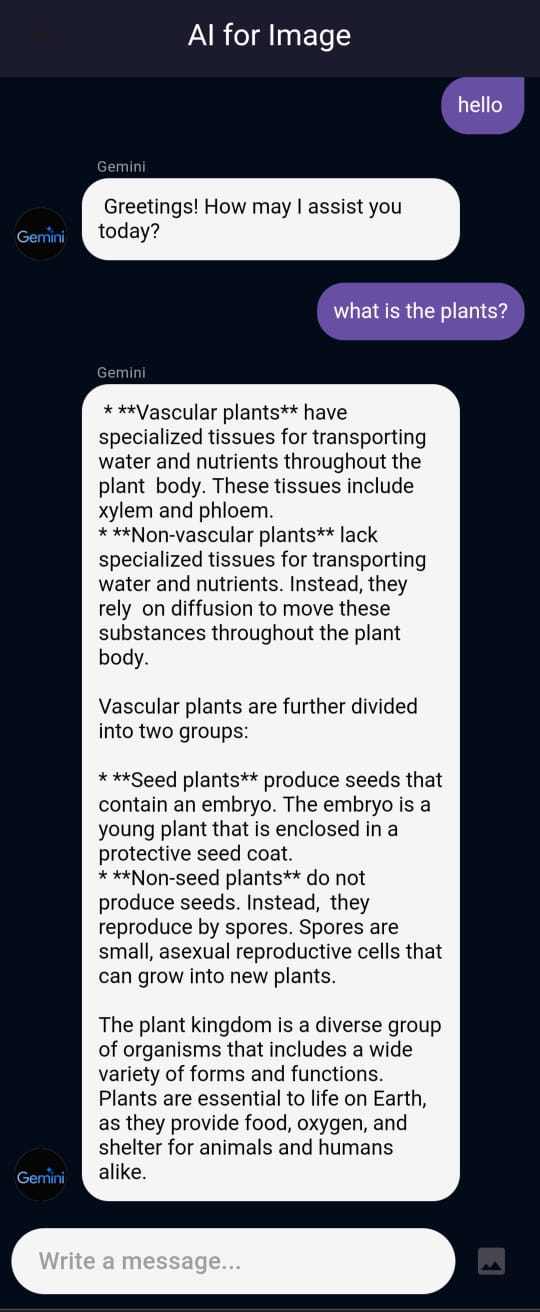 AI for Image
hello
Gemini
Greetings! How may I assist you
today?
Gemini
what is the plants?
Gemini
* **Vascular plants** have
specialized tissues for transporting
water and nutrients throughout the
plant  body. These tissues include
xylem and phloem.
* **Non-vascular plants** lack
specialized tissues for transporting
water and nutrients. Instead, they
rely  on diffusion to move these
substances throughout the plant
body.
Vascular plants are further divided
into two groups:
* **Seed plants** produce seeds that
contain an embryo. The embryo is a
young plant that is enclosed in a
protective seed coat.
* **Non-seed plants** do not
produce seeds. Instead,  they
reproduce by spores. Spores are
small, asexual reproductive cells that
can grow into new plants.
The plant kingdom is a diverse group
of organisms that includes a wide
variety of forms and functions.
Plants are essential to life on Earth,
as they provide food, oxygen, and
shelter for animals and humans
alike.
Gemini
Write a message...